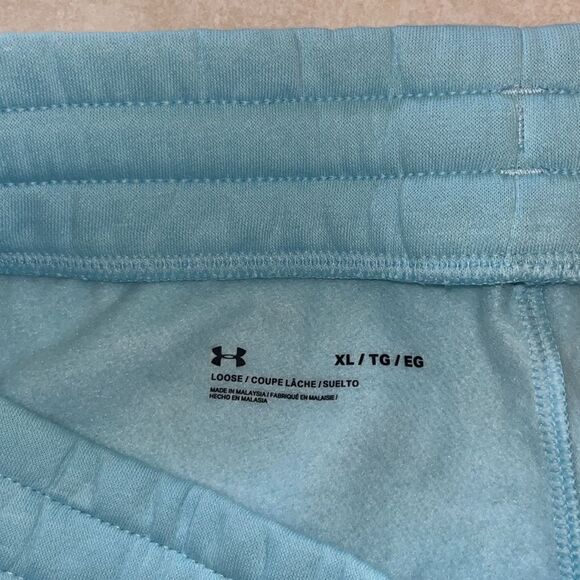 XL / TG / EG
LOOSE / COUPE LÂCHE / SUELTO
MADE IN MALAYSIA / FABRIQUÉ EN MALAISIE /
HECHO EN MALASIA